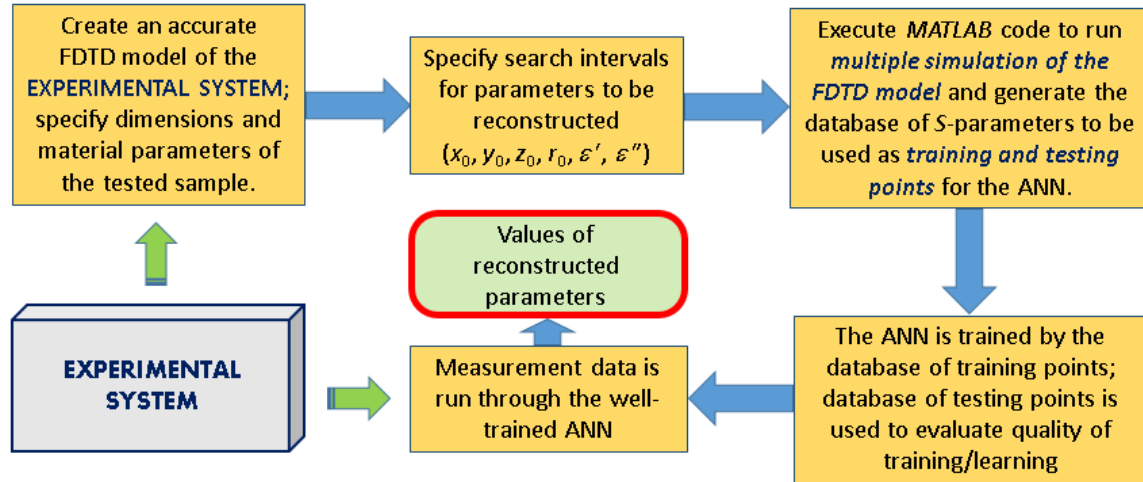 Create an accurate
FDTD model of the
EXPERIMENTAL SYSTEM;
specify dimensions and
material parameters of
the tested sample.
Specify search intervals
for parameters to be
reconstructed
(x₀, y₀, z₀, r₀, ε′, ε″)
Execute MATLAB code to run
multiple simulation of the
FDTD model and generate the
database of S-parameters to be
used as training and testing
points for the ANN.
Values of
reconstructed
parameters
EXPERIMENTAL
SYSTEM
Measurement data is
run through the well-
trained ANN
The ANN is trained by the
database of training points;
database of testing points is
used to evaluate quality of
training/learning